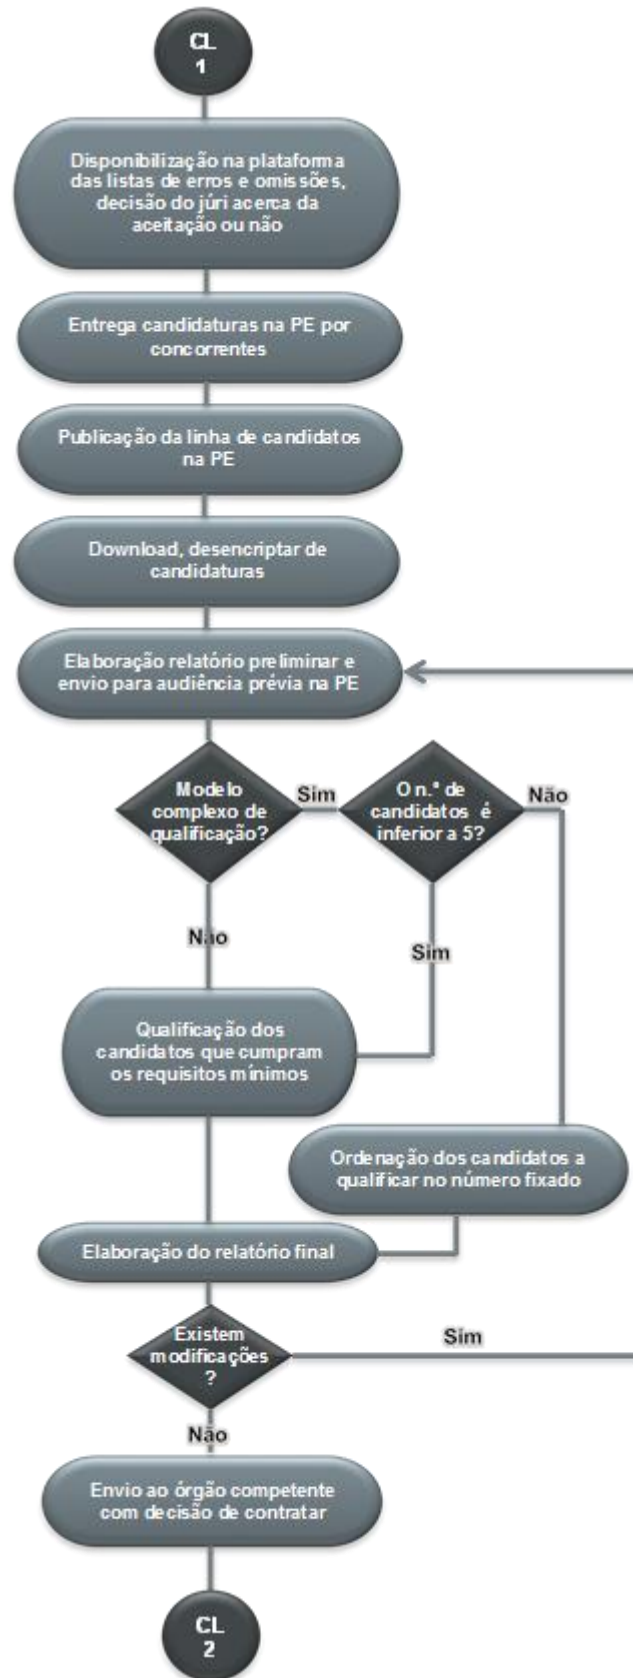 CL
1
Disponibilização na plataforma
das listas de erros e omissões,
decisão do júri acerca da
aceitação ou não
Entrega candidaturas na PE por
concorrentes
Publicação da linha de candidatos
na PE
Download, desencriptar de
candidaturas
Elaboração relatório preliminar e
envio para audiência prévia na PE
Modelo
complexo de
qualificação?
Sim
O n.º de
candidatos é
inferior a 5?
Não
Não
Sim
Qualificação dos
candidatos que cumpram
os requisitos mínimos
Ordenação dos candidatos a
qualificar no número fixado
Elaboração do relatório final
Existem
modificações
?
Sim
Não
Envio ao órgão competente
com decisão de contratar
CL
2